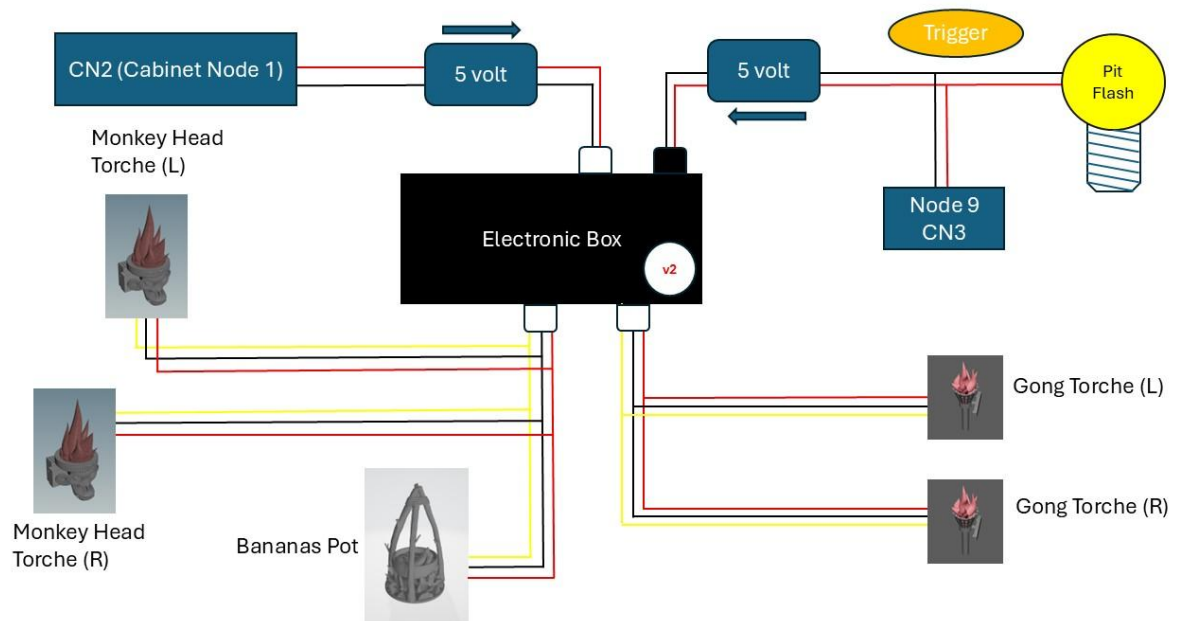 Trigger
CN2 (Cabinet Node 1)
5 volt
5 volt
Pit
Flash
Monkey Head
Torche (L)
Node 9
CN3
Electronic Box
v2
Gong Torche (L)
Gong Torche (R)
Monkey Head
Torche (R)
Bananas Pot